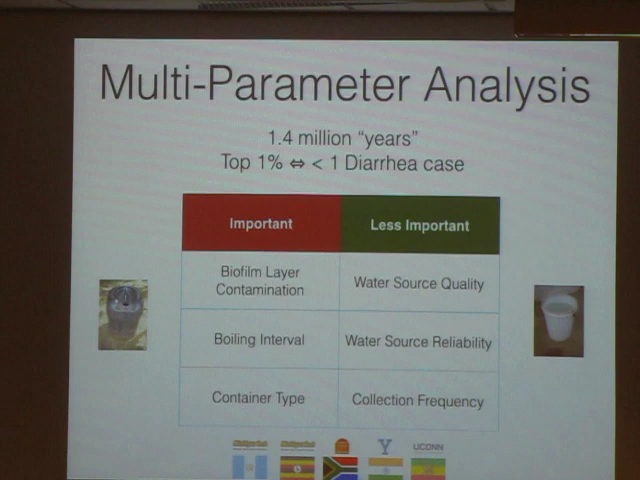 Multi-Parameter Analysis
1.4 million "years"
Top 1% ⇔ < 1 Diarrhea case
Important
Less Important
Biofilm Layer
Contamination
Water Source Quality
Boiling Interval
Water Source Reliability
Container Type
Collection Frequency
Y
UCONN